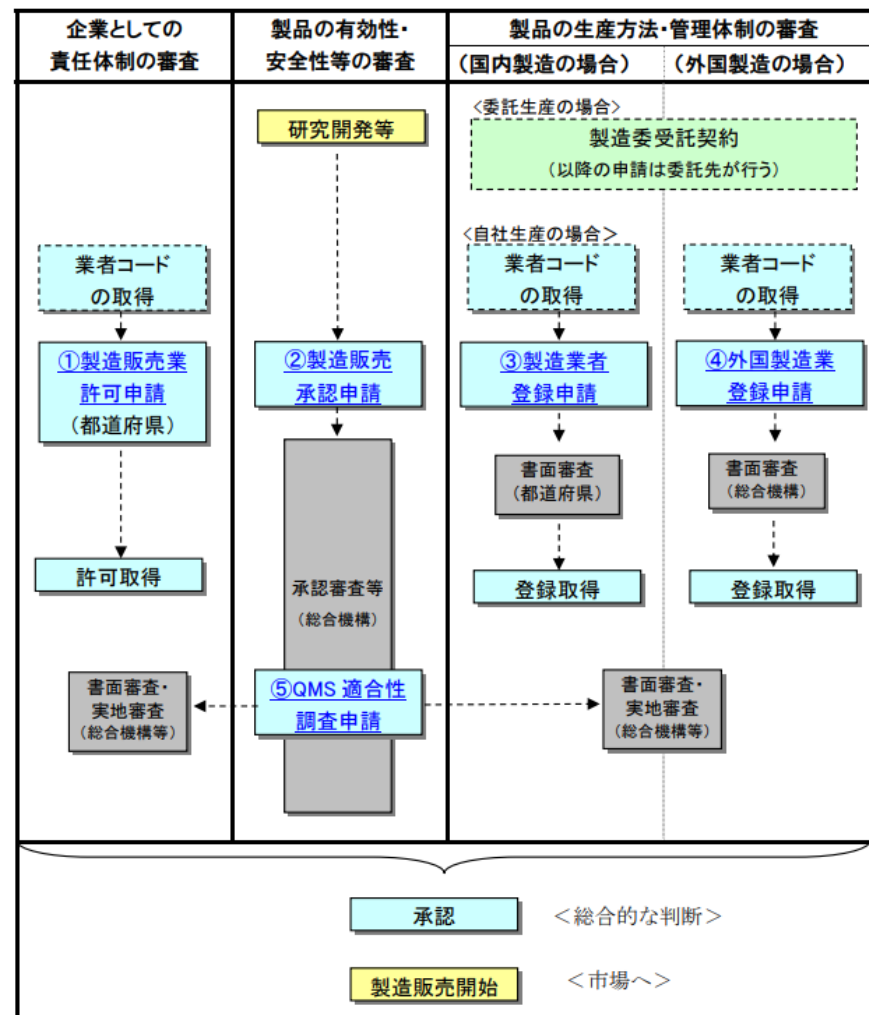 企業としての
責任体制の審査
製品の有効性・
安全性等の審査
製品の生産方法・管理体制の審査
(国内製造の場合)
(外国製造の場合)
研究開発等
<委託生産の場合>
製造委受託契約
(以降の申請は委託先が行う)
<自社生産の場合>
業者コード
の取得
業者コード
の取得
業者コード
の取得
①製造販売業
許可申請
(都道府県)
②製造販売
承認申請
③製造業者
登録申請
④外国製造業
登録申請
書面審査
(都道府県)
書面審査
(総合機構)
許可取得
承認審査等
(総合機構)
登録取得
登録取得
書面審査・
実地審査
(総合機構等)
⑤QMS 適合性
調査申請
書面審査・
実地審査
(総合機構等)
承認
<総合的な判断>
製造販売開始
<市場へ>